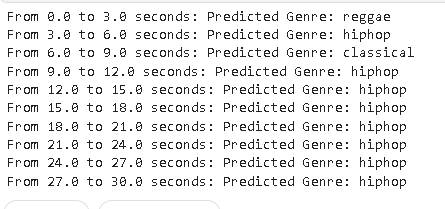 From 0.0 to 3.0 seconds: Predicted Genre: reggae
From 3.0 to 6.0 seconds: Predicted Genre: hiphop
From 6.0 to 9.0 seconds: Predicted Genre: classical
From 9.0 to 12.0 seconds: Predicted Genre: hiphop
From 12.0 to 15.0 seconds: Predicted Genre: hiphop
From 15.0 to 18.0 seconds: Predicted Genre: hiphop
From 18.0 to 21.0 seconds: Predicted Genre: hiphop
From 21.0 to 24.0 seconds: Predicted Genre: hiphop
From 24.0 to 27.0 seconds: Predicted Genre: hiphop
From 27.0 to 30.0 seconds: Predicted Genre: hiphop